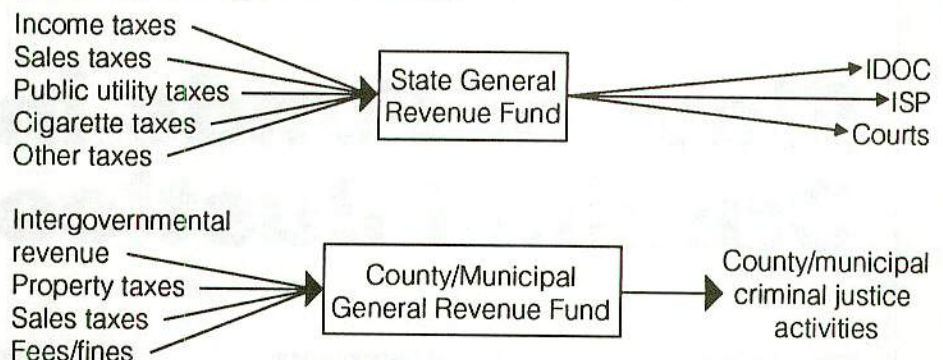 Income taxes
Sales taxes
Public utility taxes
Cigarette taxes
Other taxes
State General
Revenue Fund
IDOC
ISP
Courts
Intergovernmental
revenue
Property taxes
Sales taxes
Fees/fines
County/Municipal
General Revenue Fund
County/municipal
criminal justice
activities